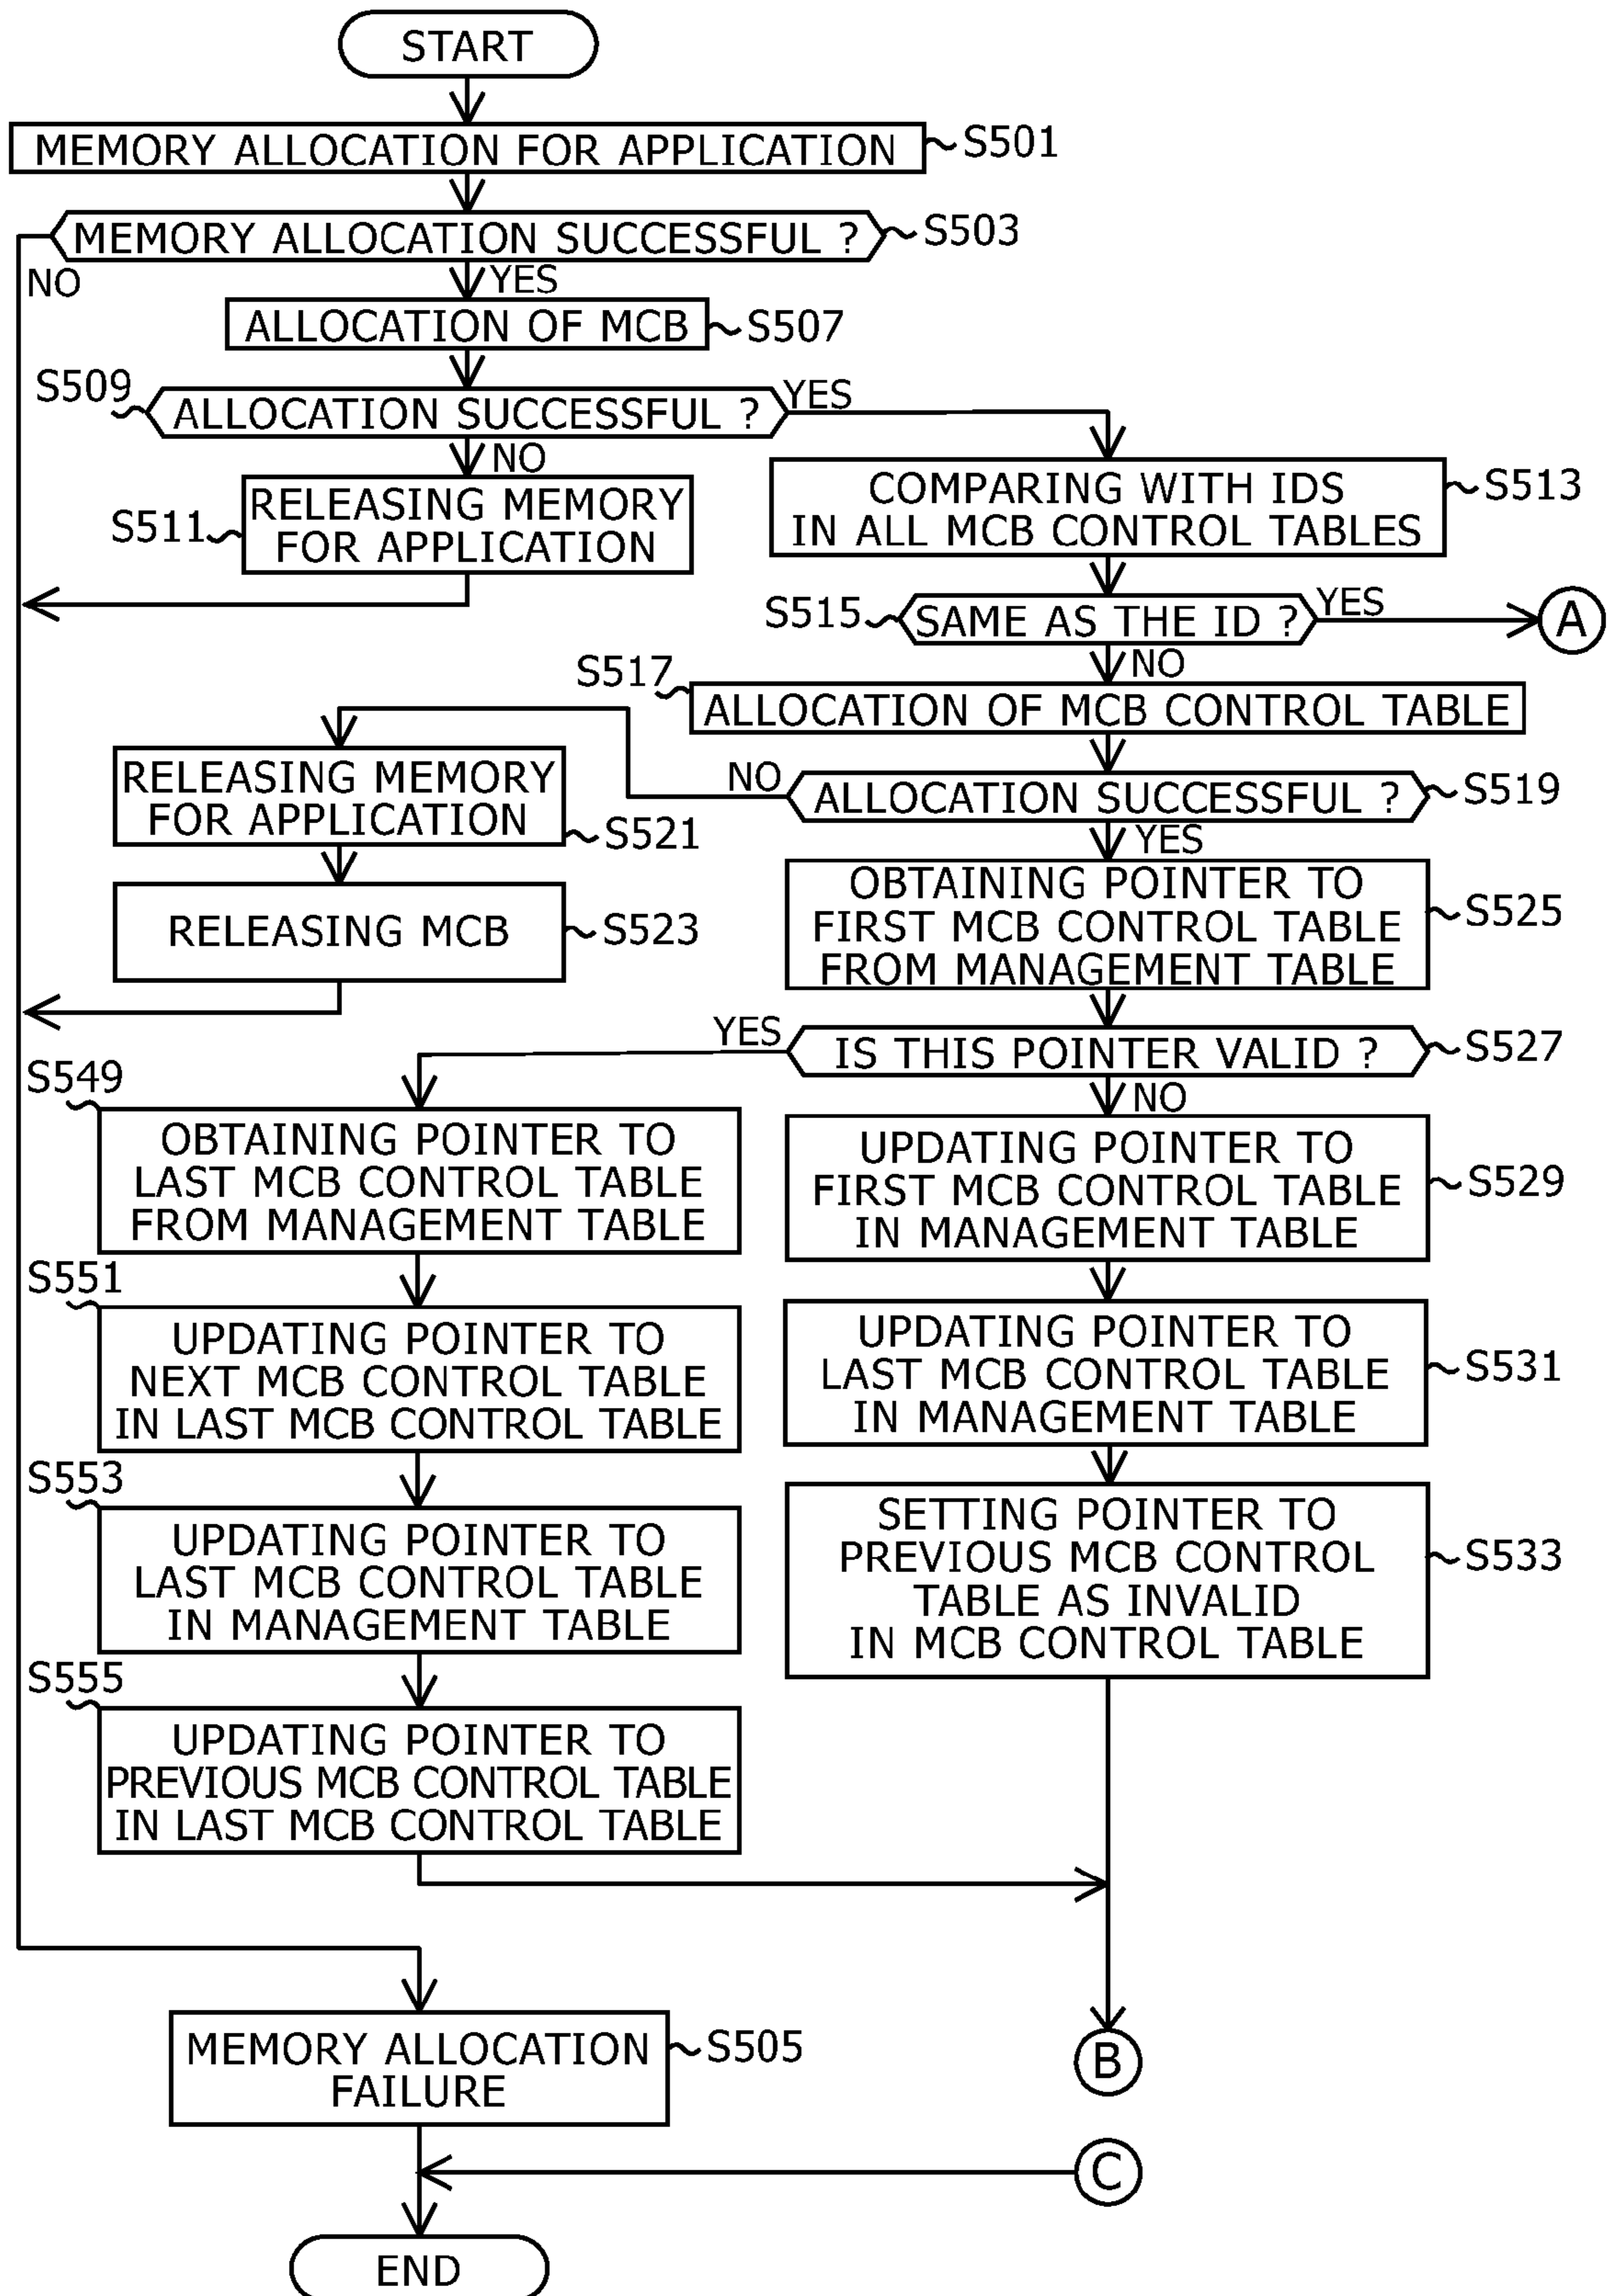 START
MEMORY ALLOCATION FOR APPLICATION
S501
MEMORY ALLOCATION SUCCESSFUL ?
S503
NO
YES
ALLOCATION OF MCB
S507
S509
ALLOCATION SUCCESSFUL ?
YES
NO
S511
RELEASING MEMORY
FOR APPLICATION
COMPARING WITH IDS
IN ALL MCB CONTROL TABLES
S513
S515
SAME AS THE ID ?
YES
A
NO
S517
ALLOCATION OF MCB CONTROL TABLE
NO
ALLOCATION SUCCESSFUL ?
S519
RELEASING MEMORY
FOR APPLICATION
S521
YES
RELEASING MCB
S523
OBTAINING POINTER TO
FIRST MCB CONTROL TABLE
FROM MANAGEMENT TABLE
S525
YES
IS THIS POINTER VALID ?
S527
NO
S549
OBTAINING POINTER TO
LAST MCB CONTROL TABLE
FROM MANAGEMENT TABLE
UPDATING POINTER TO
FIRST MCB CONTROL TABLE
IN MANAGEMENT TABLE
S529
S551
UPDATING POINTER TO
NEXT MCB CONTROL TABLE
IN LAST MCB CONTROL TABLE
UPDATING POINTER TO
LAST MCB CONTROL TABLE
IN MANAGEMENT TABLE
S531
S553
UPDATING POINTER TO
LAST MCB CONTROL TABLE
IN MANAGEMENT TABLE
SETTING POINTER TO
PREVIOUS MCB CONTROL
TABLE AS INVALID
IN MCB CONTROL TABLE
S533
S555
UPDATING POINTER TO
PREVIOUS MCB CONTROL TABLE
IN LAST MCB CONTROL TABLE
MEMORY ALLOCATION
FAILURE
S505
B
C
END